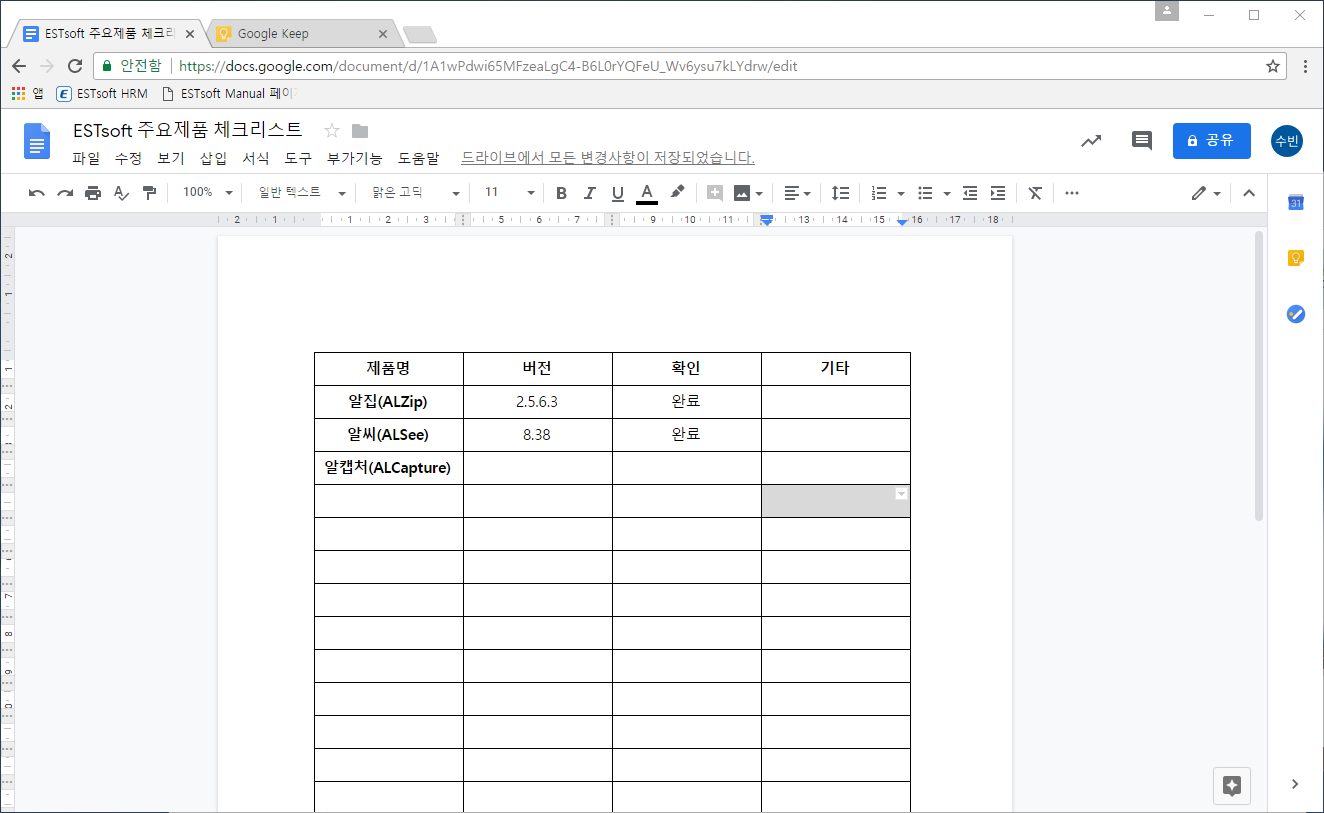 ESTsoft 주요제품 체크리
Google Keep
안전함 https://docs.google.com/document/d/1A1wPdwi65MFzeaLgC4-B6L0rYQFeU_Wv6ysu7kLYdrw/edit
앱 ESTsoft HRM ESTsoft Manual 페이
ESTsoft 주요제품 체크리스트
파일 수정 보기 삽입 서식 도구 부가기능 도움말 드라이브에서 모든 변경사항이 저장되었습니다.
공유
수빈
100% 일반 텍스트 맑은 고딕 11 B I U A
31
2 1 1 2 3 5 6 7 9 10 11 13 14 15 16 17 18
제품명 버전 확인 기타
알집(ALZip) 2.5.6.3 완료
알씨(ALSee) 8.38 완료
알캡처(ALCapture)